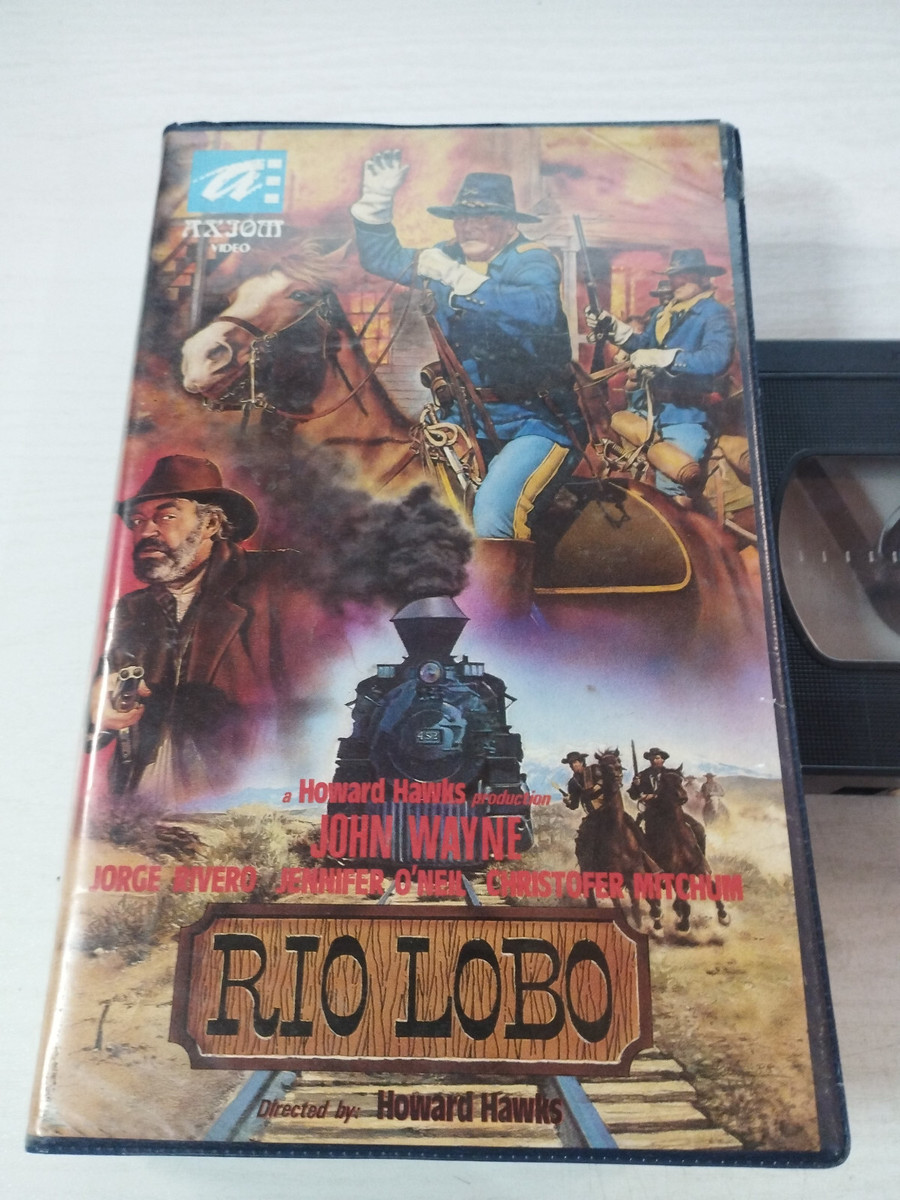 AXIOM
VIDEO
452
a Howard Hawks production
JOHN WAYNE
JORGE RIVERO JENNIFER O'NEIL CHRISTOFER MITCHUM
RIO LOBO
Directed by: Howard Hawks